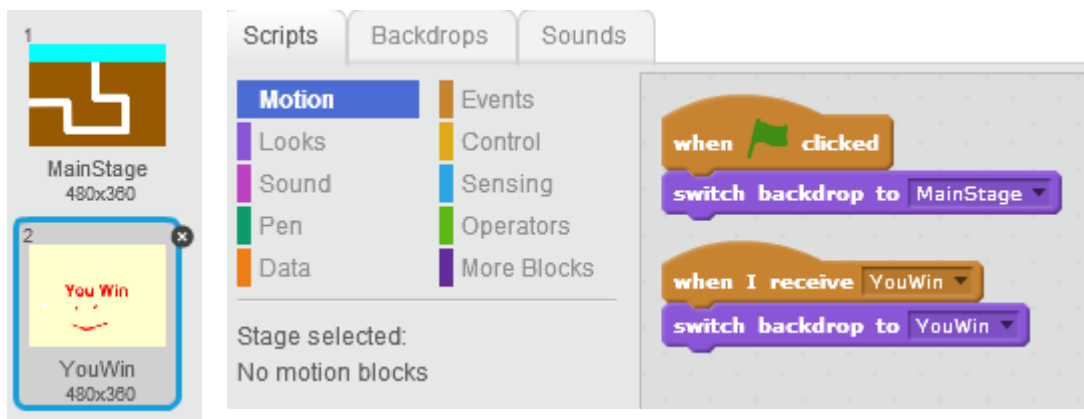 1
MainStage
480x360
2
You Win
YouWin
480x360
Scripts Backdrops Sounds
Motion Events
Looks Control
Sound Sensing
Pen Operators
Data More Blocks
Stage selected:
No motion blocks
when clicked
switch backdrop to MainStage
when I receive YouWin
switch backdrop to YouWin